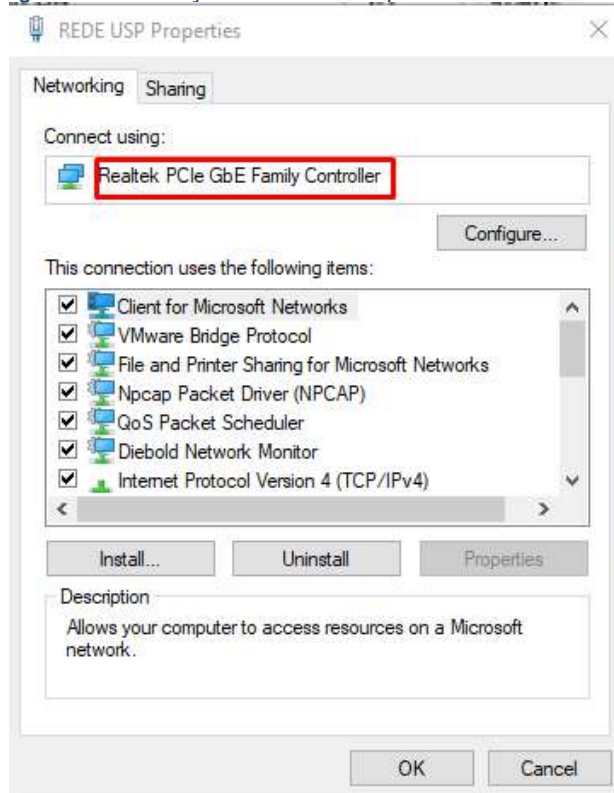 REDE USP Properties
Networking
Sharing
Connect using:
Realtek PCIe GbE Family Controller
Configure...
This connection uses the following items:
Client for Microsoft Networks
VMware Bridge Protocol
File and Printer Sharing for Microsoft Networks
Npcap Packet Driver (NPCAP)
QoS Packet Scheduler
Diebold Network Monitor
Internet Protocol Version 4 (TCP/IPv4)
Install...
Uninstall
Properties
Description
Allows your computer to access resources on a Microsoft
network.
OK
Cancel